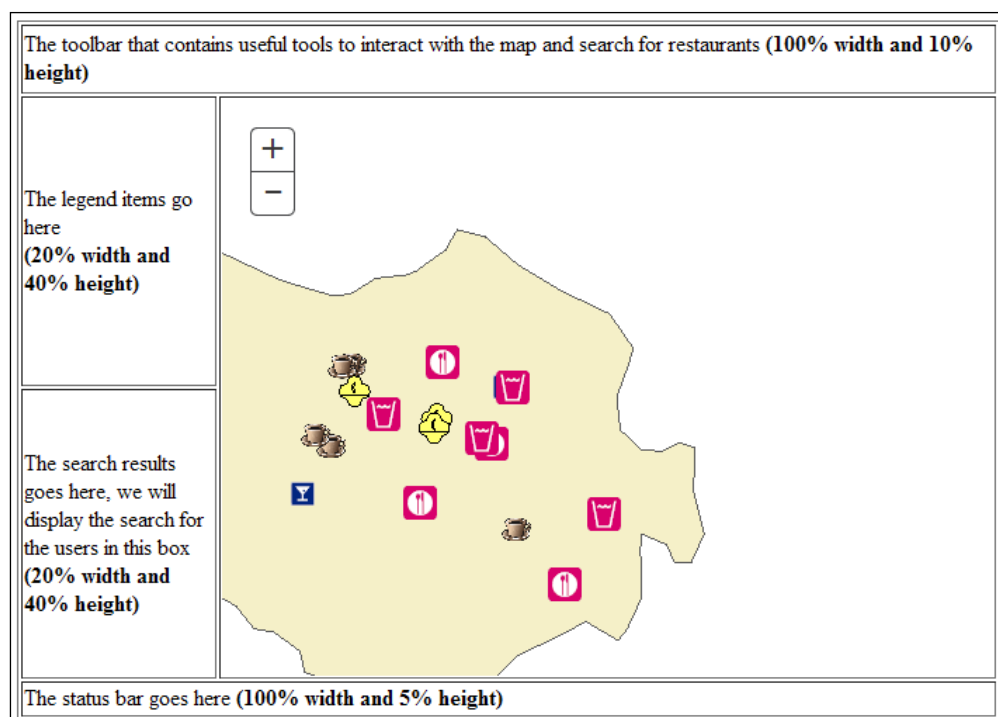 The toolbar that contains useful tools to interact with the map and search for restaurants (100% width and 10%
height)
+
−
The legend items go
here
(20% width and
40% height)
The search results
goes here, we will
display the search for
the users in this box
(20% width and
40% height)
The status bar goes here (100% width and 5% height)